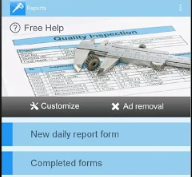 Reports
Free Help
Quality Inspection
Customize
Ad removal
New daily report form
Completed forms